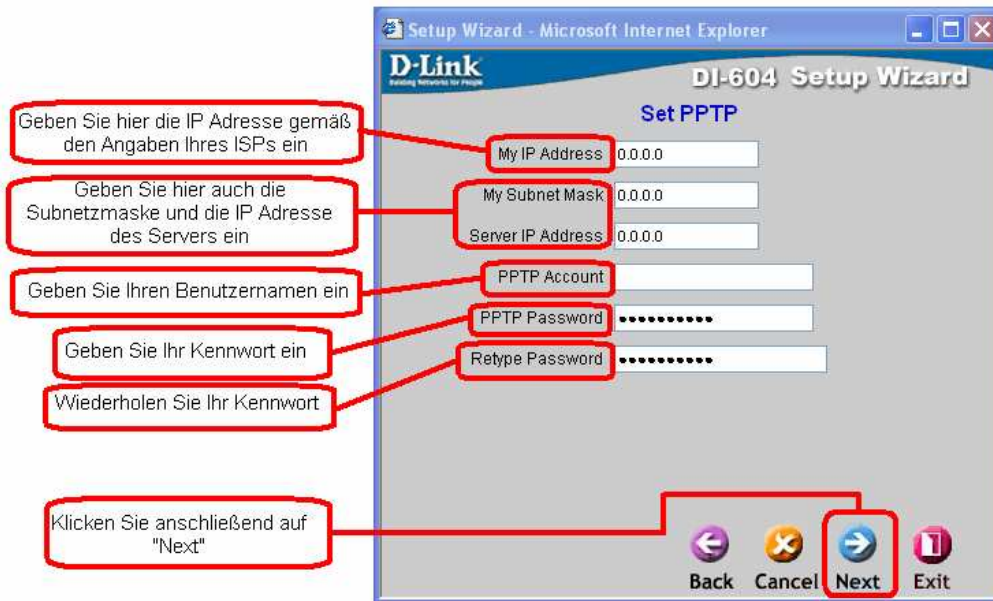 Setup Wizard - Microsoft Internet Explorer
D-Link
Building Networks for People
DI-604 Setup Wizard
Set PPTP
Geben Sie hier die IP Adresse gemäß
den Angaben Ihres ISPs ein
My IP Address
0.0.0.0
Geben Sie hier auch die
Subnetzmaske und die IP Adresse
des Servers ein
My Subnet Mask
0.0.0.0
Server IP Address
0.0.0.0
Geben Sie Ihren Benutzernamen ein
PPTP Account
Geben Sie Ihr Kennwort ein
PPTP Password
••••••••••
Wiederholen Sie Ihr Kennwort
Retype Password
••••••••••
Klicken Sie anschließend auf
"Next"
Back
Cancel
Next
Exit